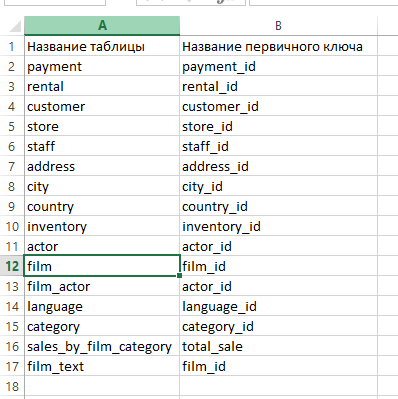 A B
1 Название таблицы Название первичного ключа
2 payment payment_id
3 rental rental_id
4 customer customer_id
5 store store_id
6 staff staff_id
7 address address_id
8 city city_id
9 country country_id
10 inventory inventory_id
11 actor actor_id
12 film film_id
13 film_actor actor_id
14 language language_id
15 category category_id
16 sales_by_film_category total_sale
17 film_text film_id
18